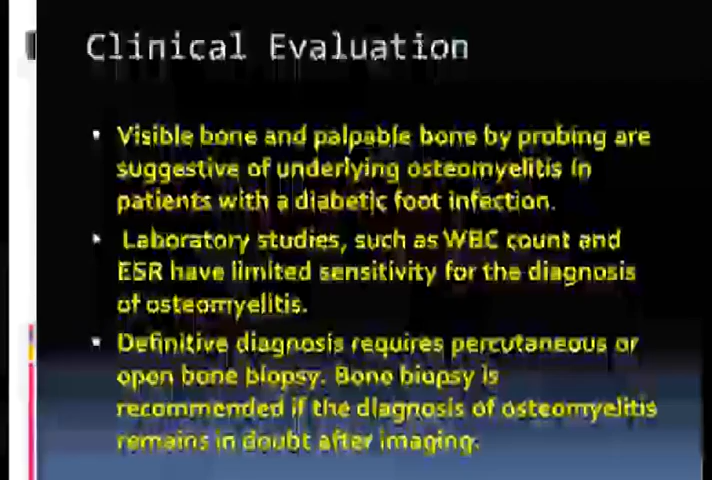 Clinical Evaluation
• Visible bone and palpable bone by probing are
suggestive of underlying osteomyelitis in
patients with a diabetic foot infection.
• Laboratory studies, such as WBC count and
ESR have limited sensitivity for the diagnosis
of osteomyelitis.
• Definitive diagnosis requires percutaneous or
open bone biopsy. Bone biopsy is
recommended if the diagnosis of osteomyelitis
remains in doubt after imaging.